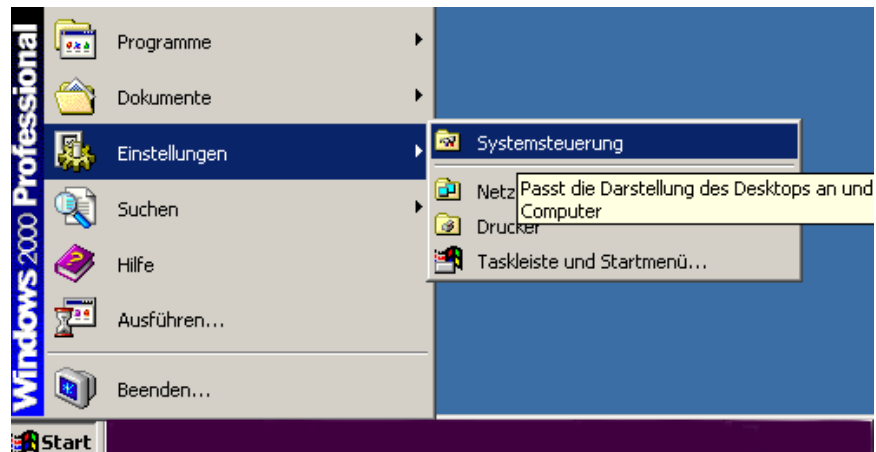 Windows 2000 Professional
Programme
Dokumente
Einstellungen
Suchen
Hilfe
Ausführen...
Beenden...
Systemsteuerung
Netz
Passt die Darstellung des Desktops an und
Computer
Drucker
Taskleiste und Startmenü...
Start